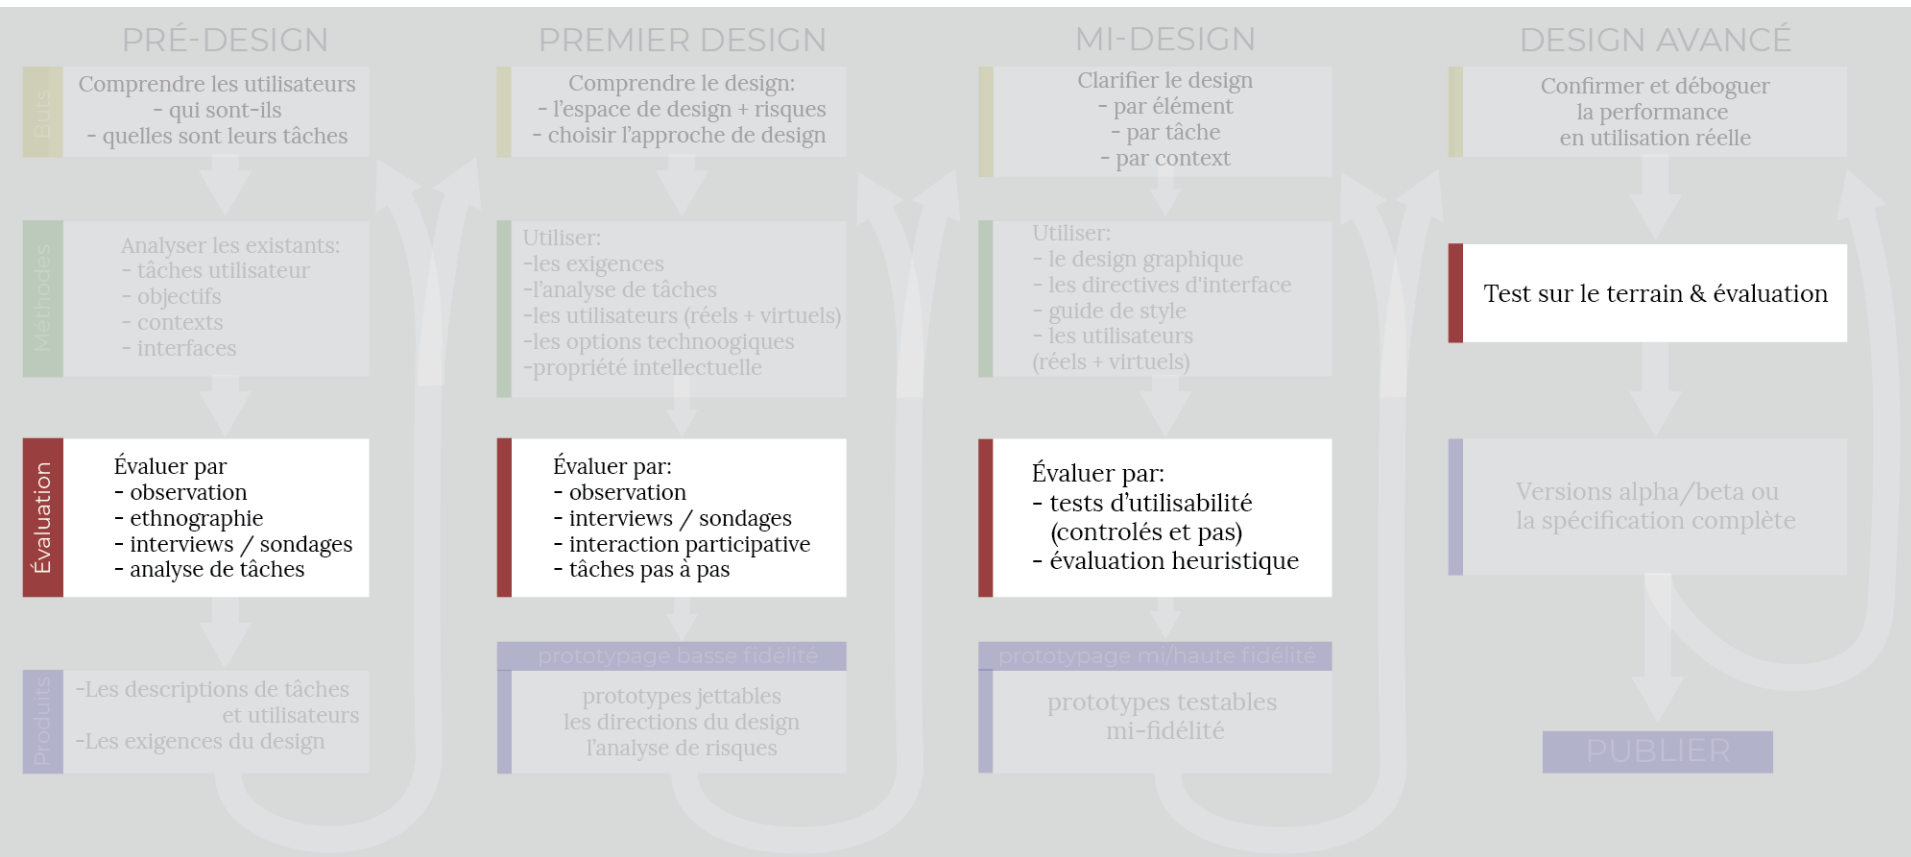 PRÉ-DESIGN
Buts
Comprendre les utilisateurs
- qui sont-ils
- quelles sont leurs tâches
Méthodes
Analyser les existants:
- tâches utilisateur
- objectifs
- contexts
- interfaces
Évaluation
Évaluer par
- observation
- ethnographie
- interviews / sondages
- analyse de tâches
Produits
-Les descriptions de tâches
et utilisateurs
-Les exigences du design
PREMIER DESIGN
Comprendre le design:
- l'espace de design + risques
- choisir l'approche de design
Utiliser:
-les exigences
-l'analyse de tâches
-les utilisateurs (réels + virtuels)
-les options technoogiques
-propriété intellectuelle
Évaluer par:
- observation
- interviews / sondages
- interaction participative
- tâches pas à pas
prototypage basse fidélité
prototypes jettables
les directions du design
l'analyse de risques
MI-DESIGN
Clarifier le design
- par élément
- par tâche
- par context
Utiliser:
- le design graphique
- les directives d'interface
- guide de style
- les utilisateurs
(réels + virtuels)
Évaluer par:
- tests d'utilisabilité
(controlés et pas)
- évaluation heuristique
prototypage mi/haute fidélité
prototypes testables
mi-fidélité
DESIGN AVANCÉ
Confirmer et déboguer
la performance
en utilisation réelle
Test sur le terrain & évaluation
Versions alpha/beta ou
la spécification complète
PUBLIER